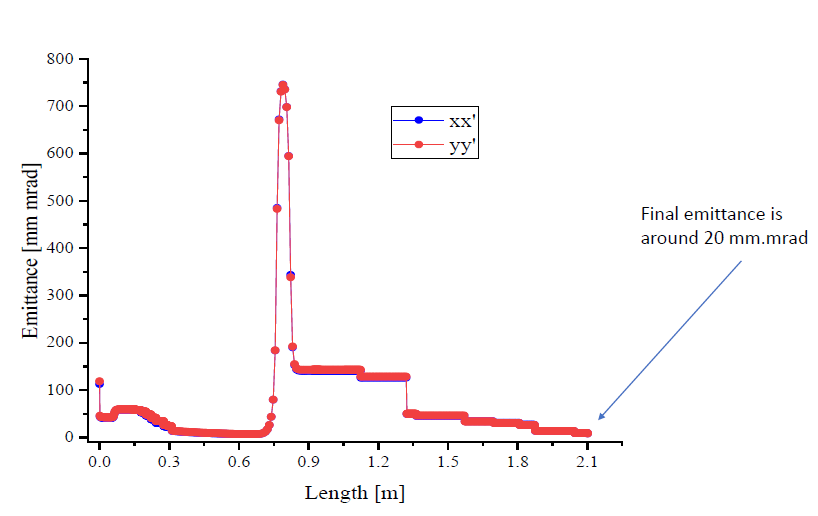 800
700
600
500
400
300
200
100
0
Emittance [mm mrad]
xx'
yy'
Final emittance is
around 20 mm.mrad
0.0 0.3 0.6 0.9 1.2 1.5 1.8 2.1
Length [m]